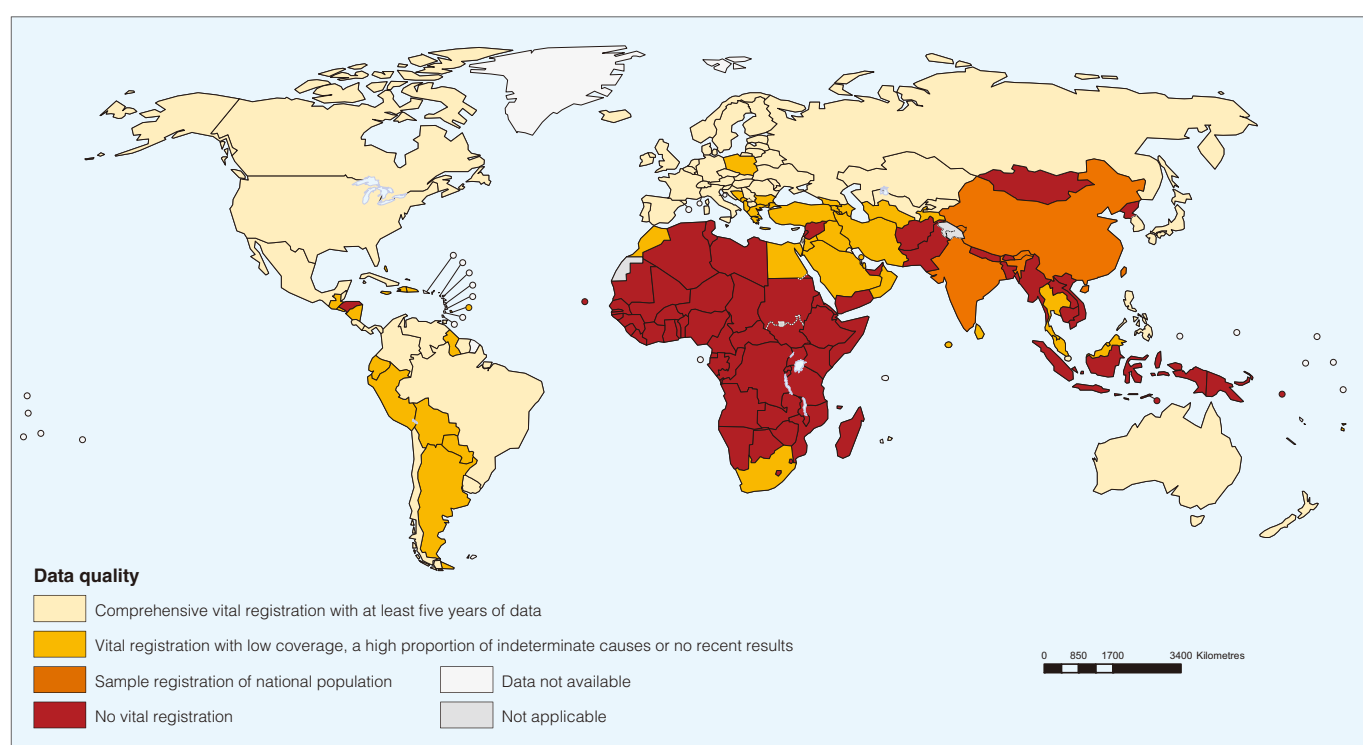 Data quality
Comprehensive vital registration with at least five years of data
Vital registration with low coverage, a high proportion of indeterminate causes or no recent results
Sample registration of national population
Data not available
No vital registration
Not applicable
0 850 1700 3400 Kilometres